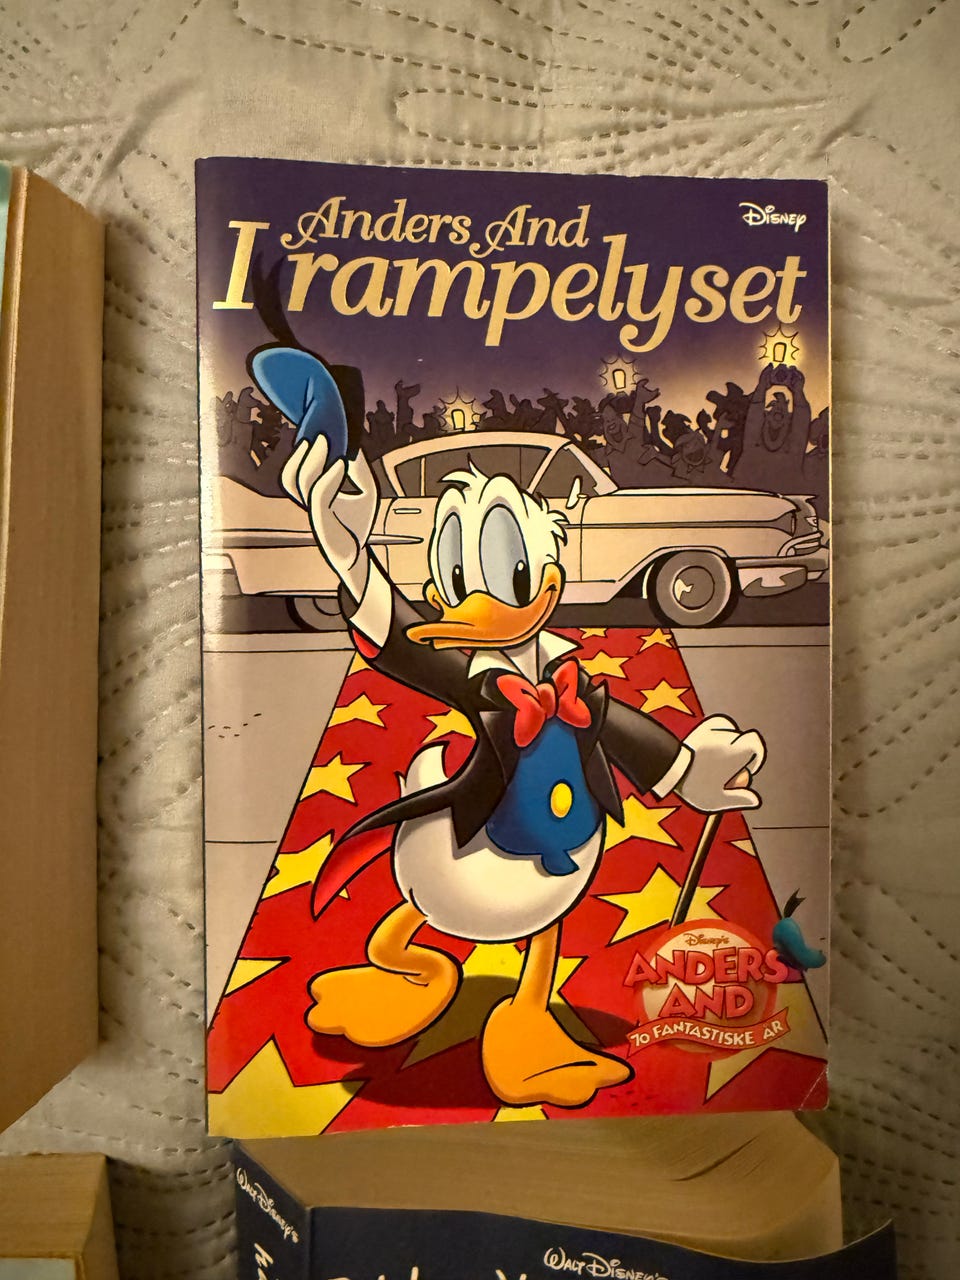 Anders And
I rampelyset
Disney
Disney's
ANDERS
AND
70 FANTASTISKE ÅR
WALT DISNEY'S
WALT DISNEY'S